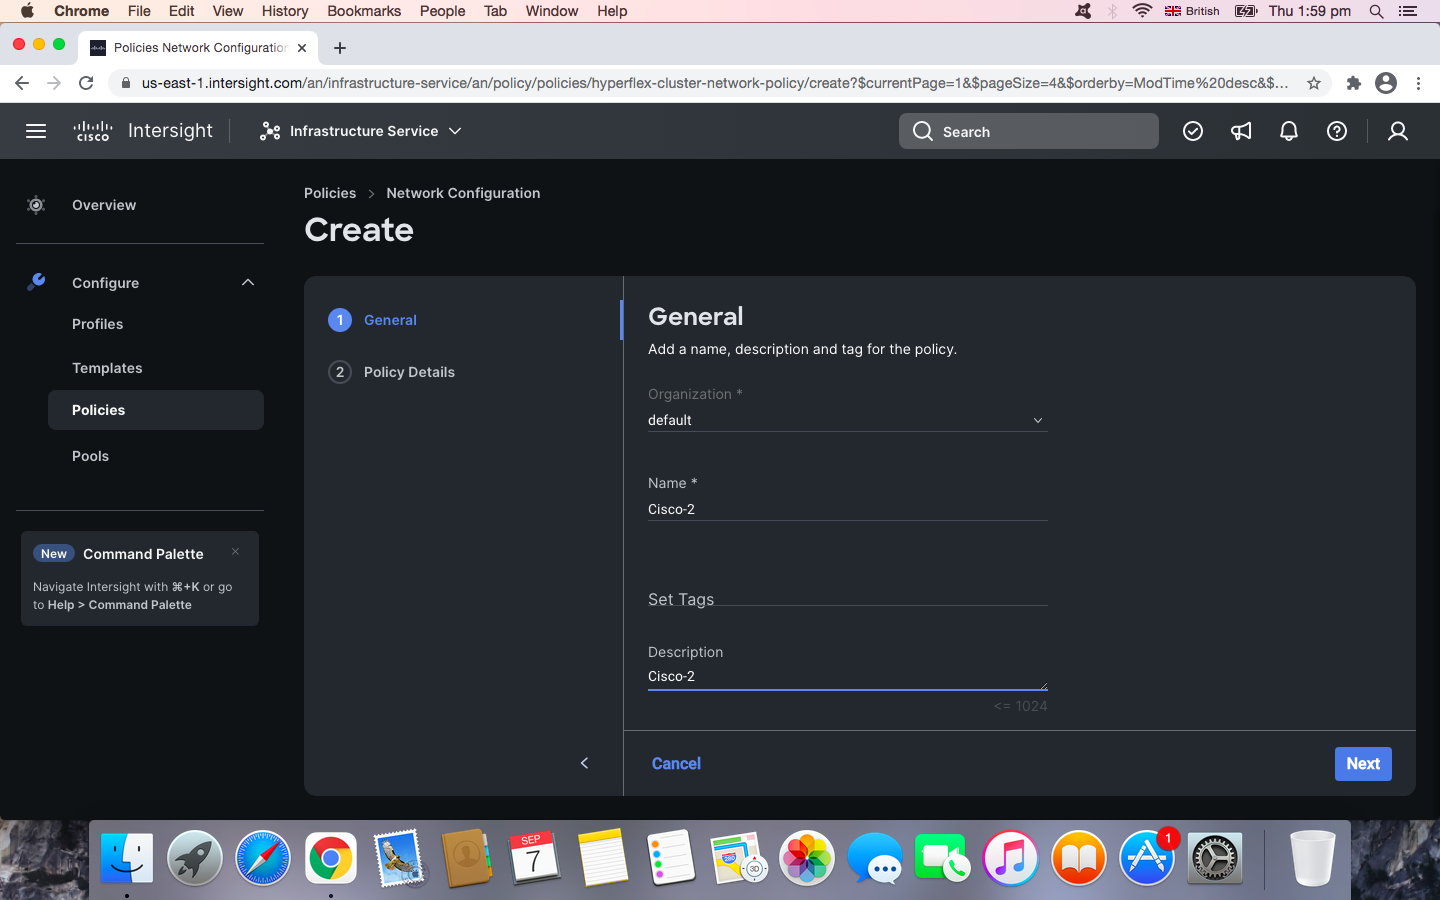 Chrome File Edit View History Bookmarks People Tab Window Help British Thu 1:59 pm
Policies Network Configuration
us-east-1.intersight.com/an/infrastructure-service/an/policy/policies/hyperflex-cluster-network-policy/create?$currentPage=1&$pageSize=4&$orderby=ModTime%20desc&$...
CISCO Intersight Infrastructure Service Search
Overview
Configure
Profiles
Templates
Policies
Pools
New Command Palette
Navigate Intersight with ⌘+K or go
to Help > Command Palette
Policies > Network Configuration
Create
1 General
2 Policy Details
General
Add a name, description and tag for the policy.
Organization *
default
Name *
Cisco-2
Set Tags
Description
Cisco-2
<= 1024
Cancel Next
SEP
7
280
3D
1